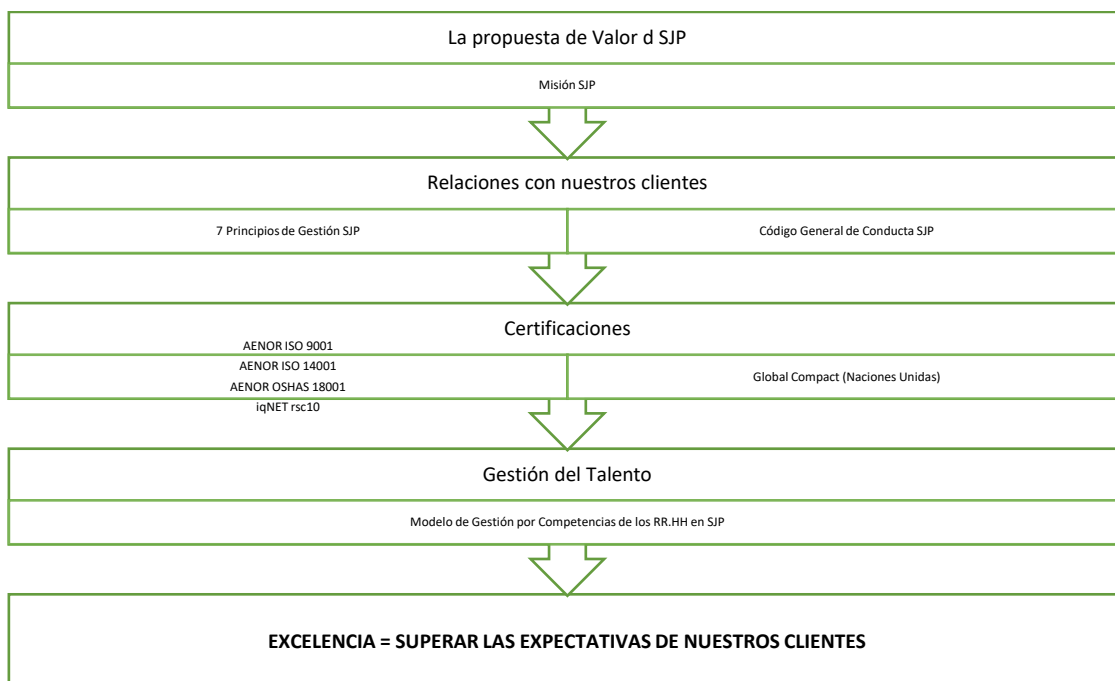 La propuesta de Valor d SJP
Misión SJP
Relaciones con nuestros clientes
7 Principios de Gestión SJP
Código General de Conducta SJP
Certificaciones
AENOR ISO 9001
AENOR ISO 14001
AENOR OSHAS 18001
iqNET rsc10
Global Compact (Naciones Unidas)
Gestión del Talento
Modelo de Gestión por Competencias de los RR.HH en SJP
EXCELENCIA = SUPERAR LAS EXPECTATIVAS DE NUESTROS CLIENTES